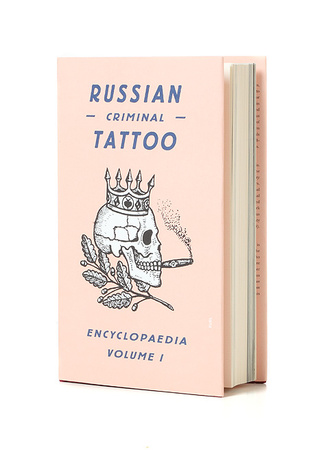 RUSSIAN
– CRIMINAL –
TATTOO
ENCYCLOPAEDIA
VOLUME I